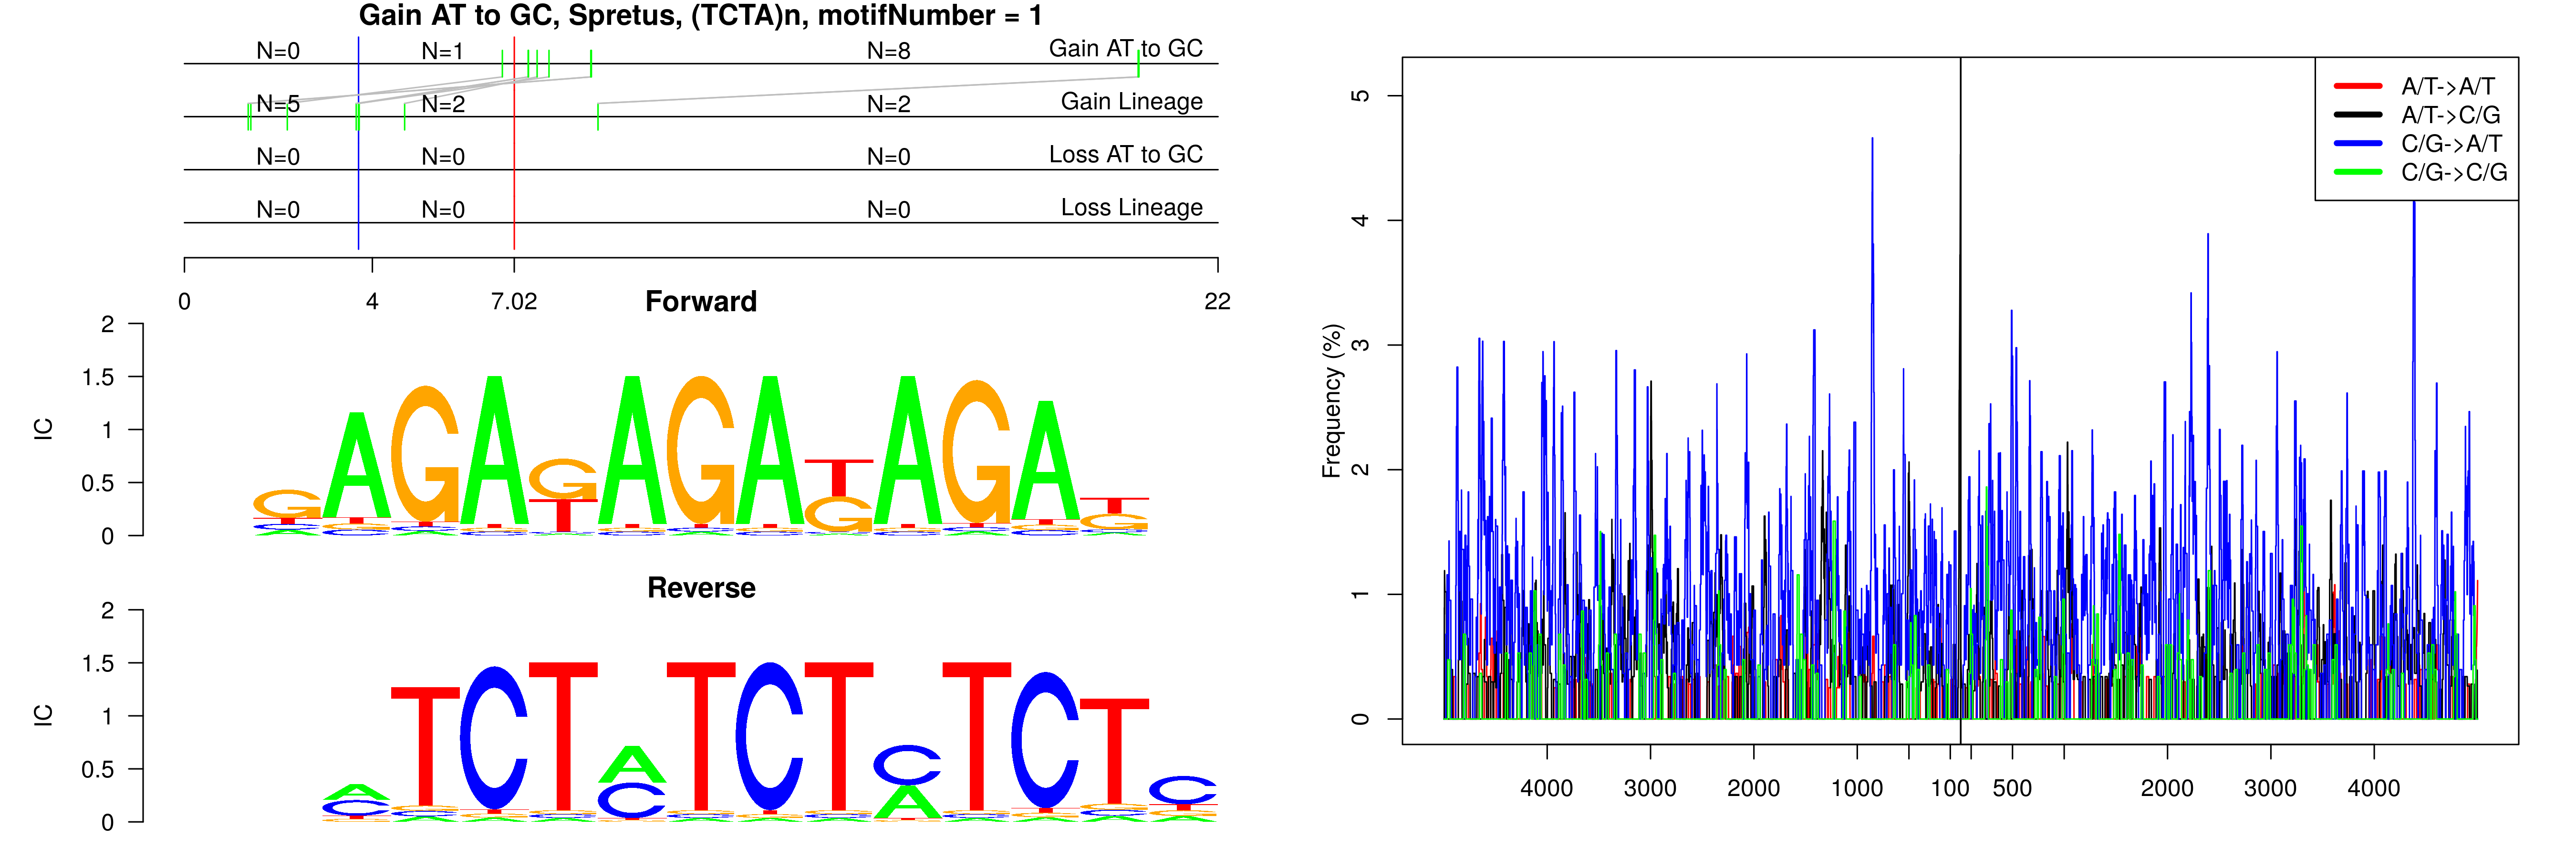 Gain AT to GC, Spretus, (TCTA)n, motifNumber = 1
N=0 N=1 N=8 Gain AT to GC
N=5 N=2 N=2 Gain Lineage
N=0 N=0 N=0 Loss AT to GC
N=0 N=0 N=0 Loss Lineage
0 4 7.02 22
Forward
IC
2
1.5
1
0.5
0
GAGAGAGATAGAT
TG
Reverse
IC
2
1.5
1
0.5
0
ATCTATCTCTCTC
CA
Frequency (%)
5
4
3
2
1
0
A/T->A/T
A/T->C/G
C/G->A/T
C/G->C/G
4000 3000 2000 1000 100 500 2000 3000 4000